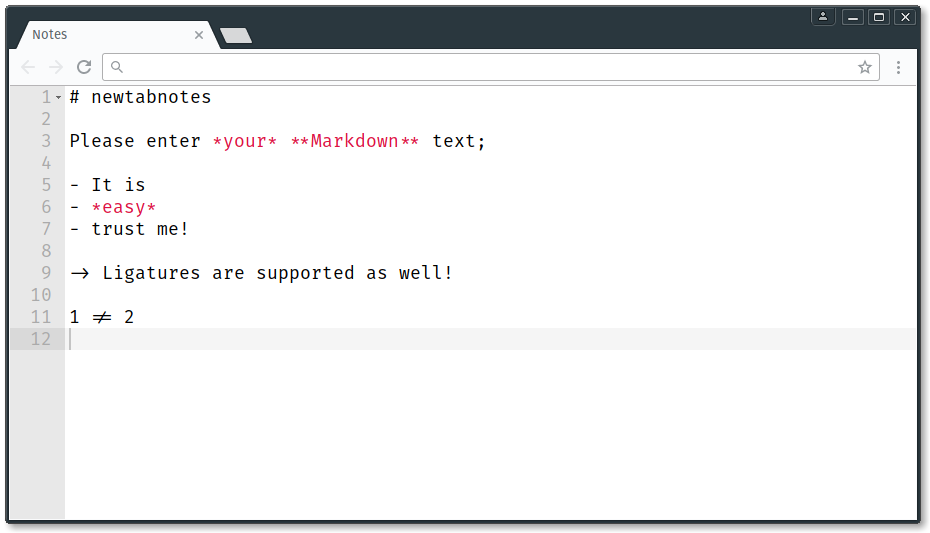 Notes
1 # newtabnotes
2
3 Please enter *your* **Markdown** text;
4
5 - It is
6 - *easy*
7 - trust me!
8
9 -> Ligatures are supported as well!
10
11 1 ≠ 2
12